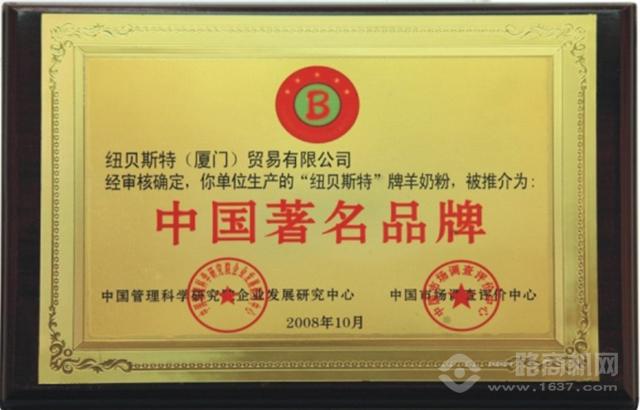 B
纽贝斯特（厦门）贸易有限公司
经审核确定，你单位生产的“纽贝斯特”牌羊奶粉，被推介为：
中国著名品牌
中国管理科学研究院企业发展研究中心 中国市场调查评价中心
2008年10月
一路商机网
www.1637.com